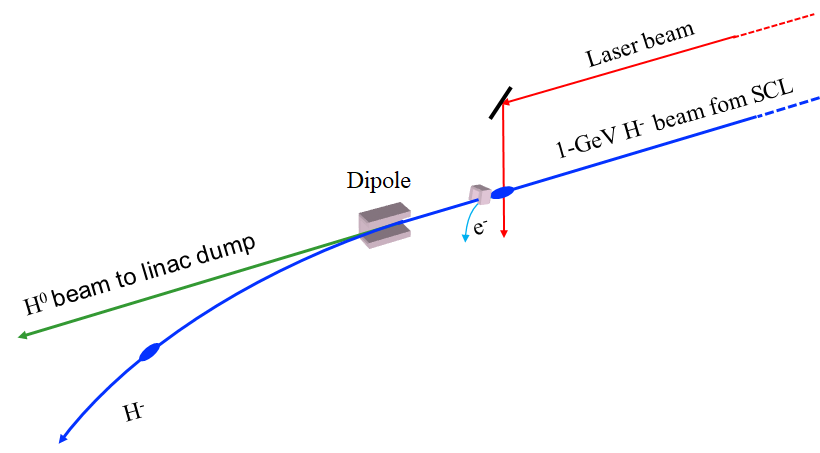 Laser beam
1-GeV H⁻ beam fom SCL
Dipole
e⁻
H⁰ beam to linac dump
H⁻